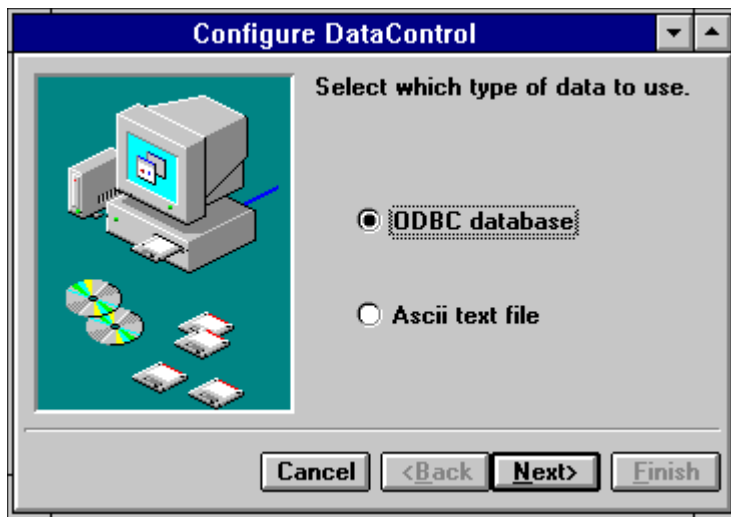 Configure DataControl
Select which type of data to use.
ODBC database
Ascii text file
Cancel <Back Next> Finish